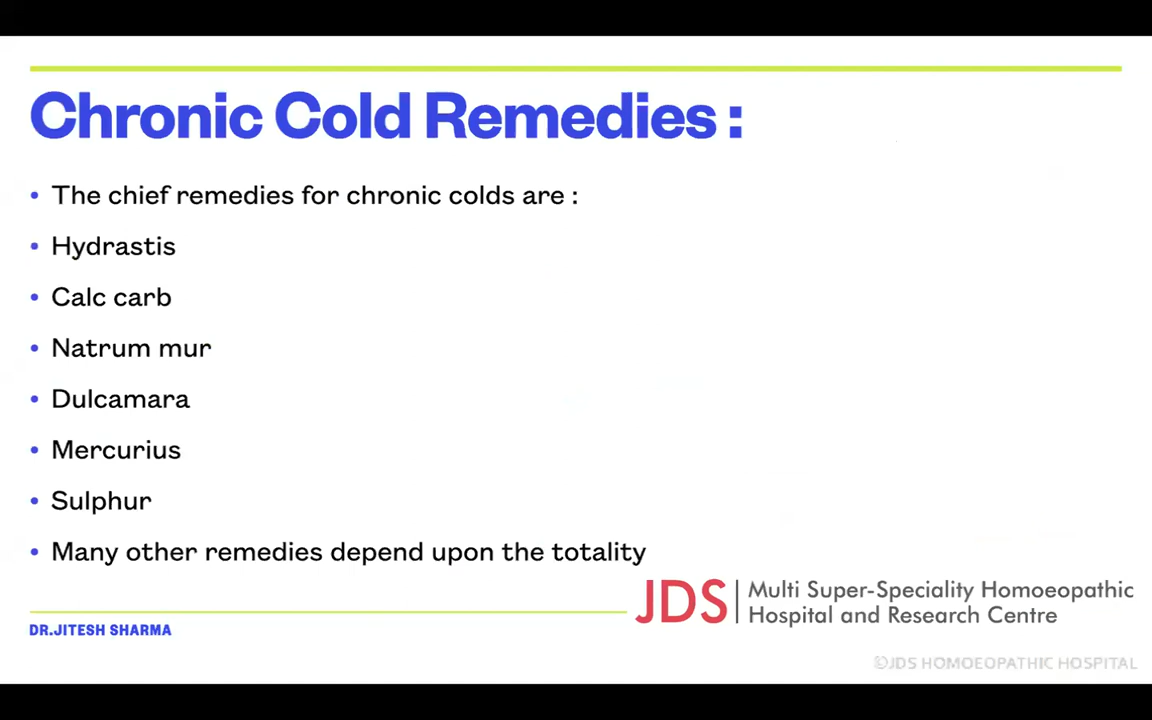 Chronic Cold Remedies :
• The chief remedies for chronic colds are :
• Hydrastis
• Calc carb
• Natrum mur
• Dulcamara
• Mercurius
• Sulphur
• Many other remedies depend upon the totality
JDS | Multi Super-Speciality Homoeopathic
Hospital and Research Centre
DR.JITESH SHARMA
©JDS HOMOEOPATHIC HOSPITAL